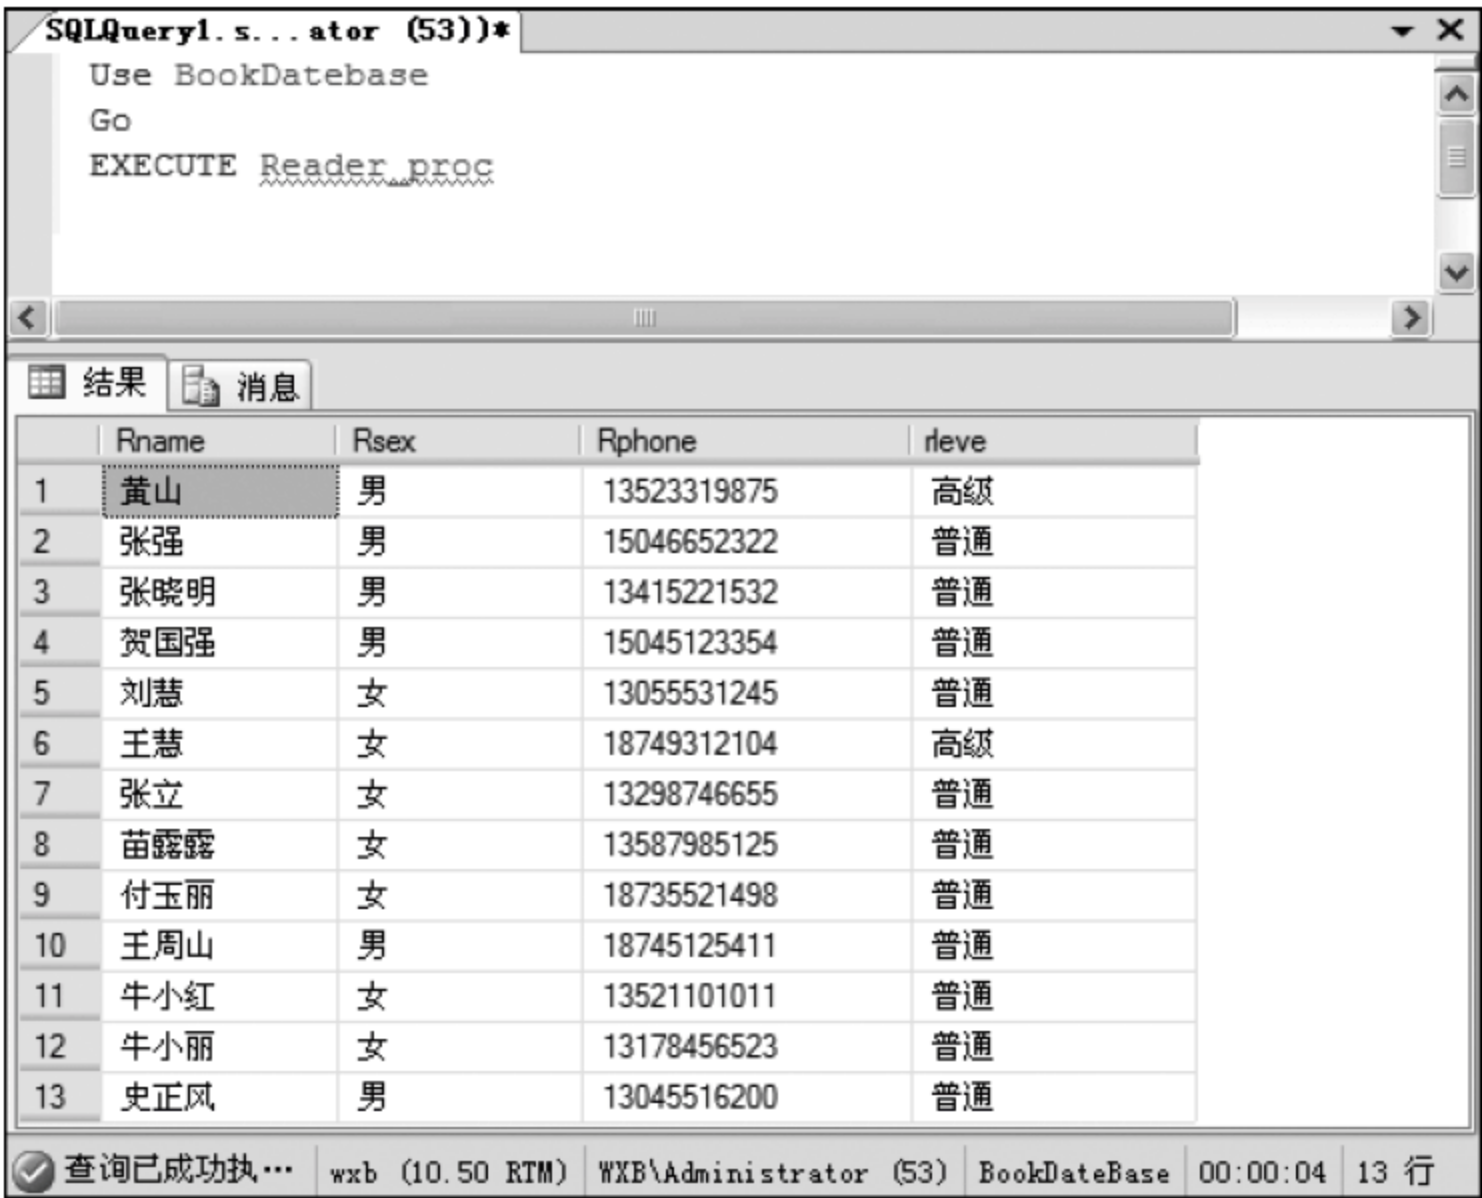 SQLQuery1.s...ator (53))*
Use BookDatebase
Go
EXECUTE Reader_proc
结果 消息
Rname Rsex Rphone rleve
1 黄山 男 13523319875 高级
2 张强 男 15046652322 普通
3 张晓明 男 13415221532 普通
4 贺国强 男 15045123354 普通
5 刘慧 女 13055531245 普通
6 王慧 女 18749312104 高级
7 张立 女 13298746655 普通
8 苗露露 女 13587985125 普通
9 付玉丽 女 18735521498 普通
10 王周山 男 18745125411 普通
11 牛小红 女 13521101011 普通
12 牛小丽 女 13178456523 普通
13 史正风 男 13045516200 普通
查询已成功执… wxb (10.50 RTM) WXB\Administrator (53) BookDateBase 00:00:04 13 行